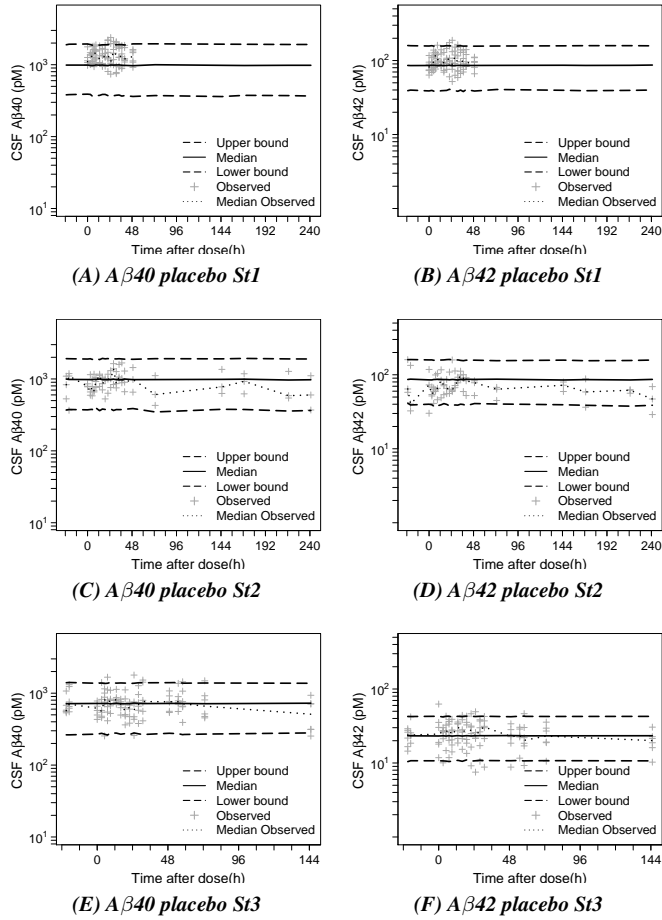 CSF Aβ40 (pM)
10³
10²
10¹
Upper bound
Median
Lower bound
Observed
Median Observed
0 48 96 144 192 240
Time after dose(h)
(A) Aβ40 placebo St1
CSF Aβ42 (pM)
10²
10¹
Upper bound
Median
Lower bound
Observed
Median Observed
0 48 96 144 192 240
Time after dose(h)
(B) Aβ42 placebo St1
CSF Aβ40 (pM)
10³
10²
10¹
Upper bound
Median
Lower bound
Observed
Median Observed
0 48 96 144 192 240
Time after dose(h)
(C) Aβ40 placebo St2
CSF Aβ42 (pM)
10²
10¹
Upper bound
Median
Lower bound
Observed
Median Observed
0 48 96 144 192 240
Time after dose(h)
(D) Aβ42 placebo St2
CSF Aβ40 (pM)
10³
10²
10¹
Upper bound
Median
Lower bound
Observed
Median Observed
0 48 96 144
Time after dose(h)
(E) Aβ40 placebo St3
CSF Aβ42 (pM)
10²
10¹
Upper bound
Median
Lower bound
Observed
Median Observed
0 48 96 144
Time after dose(h)
(F) Aβ42 placebo St3